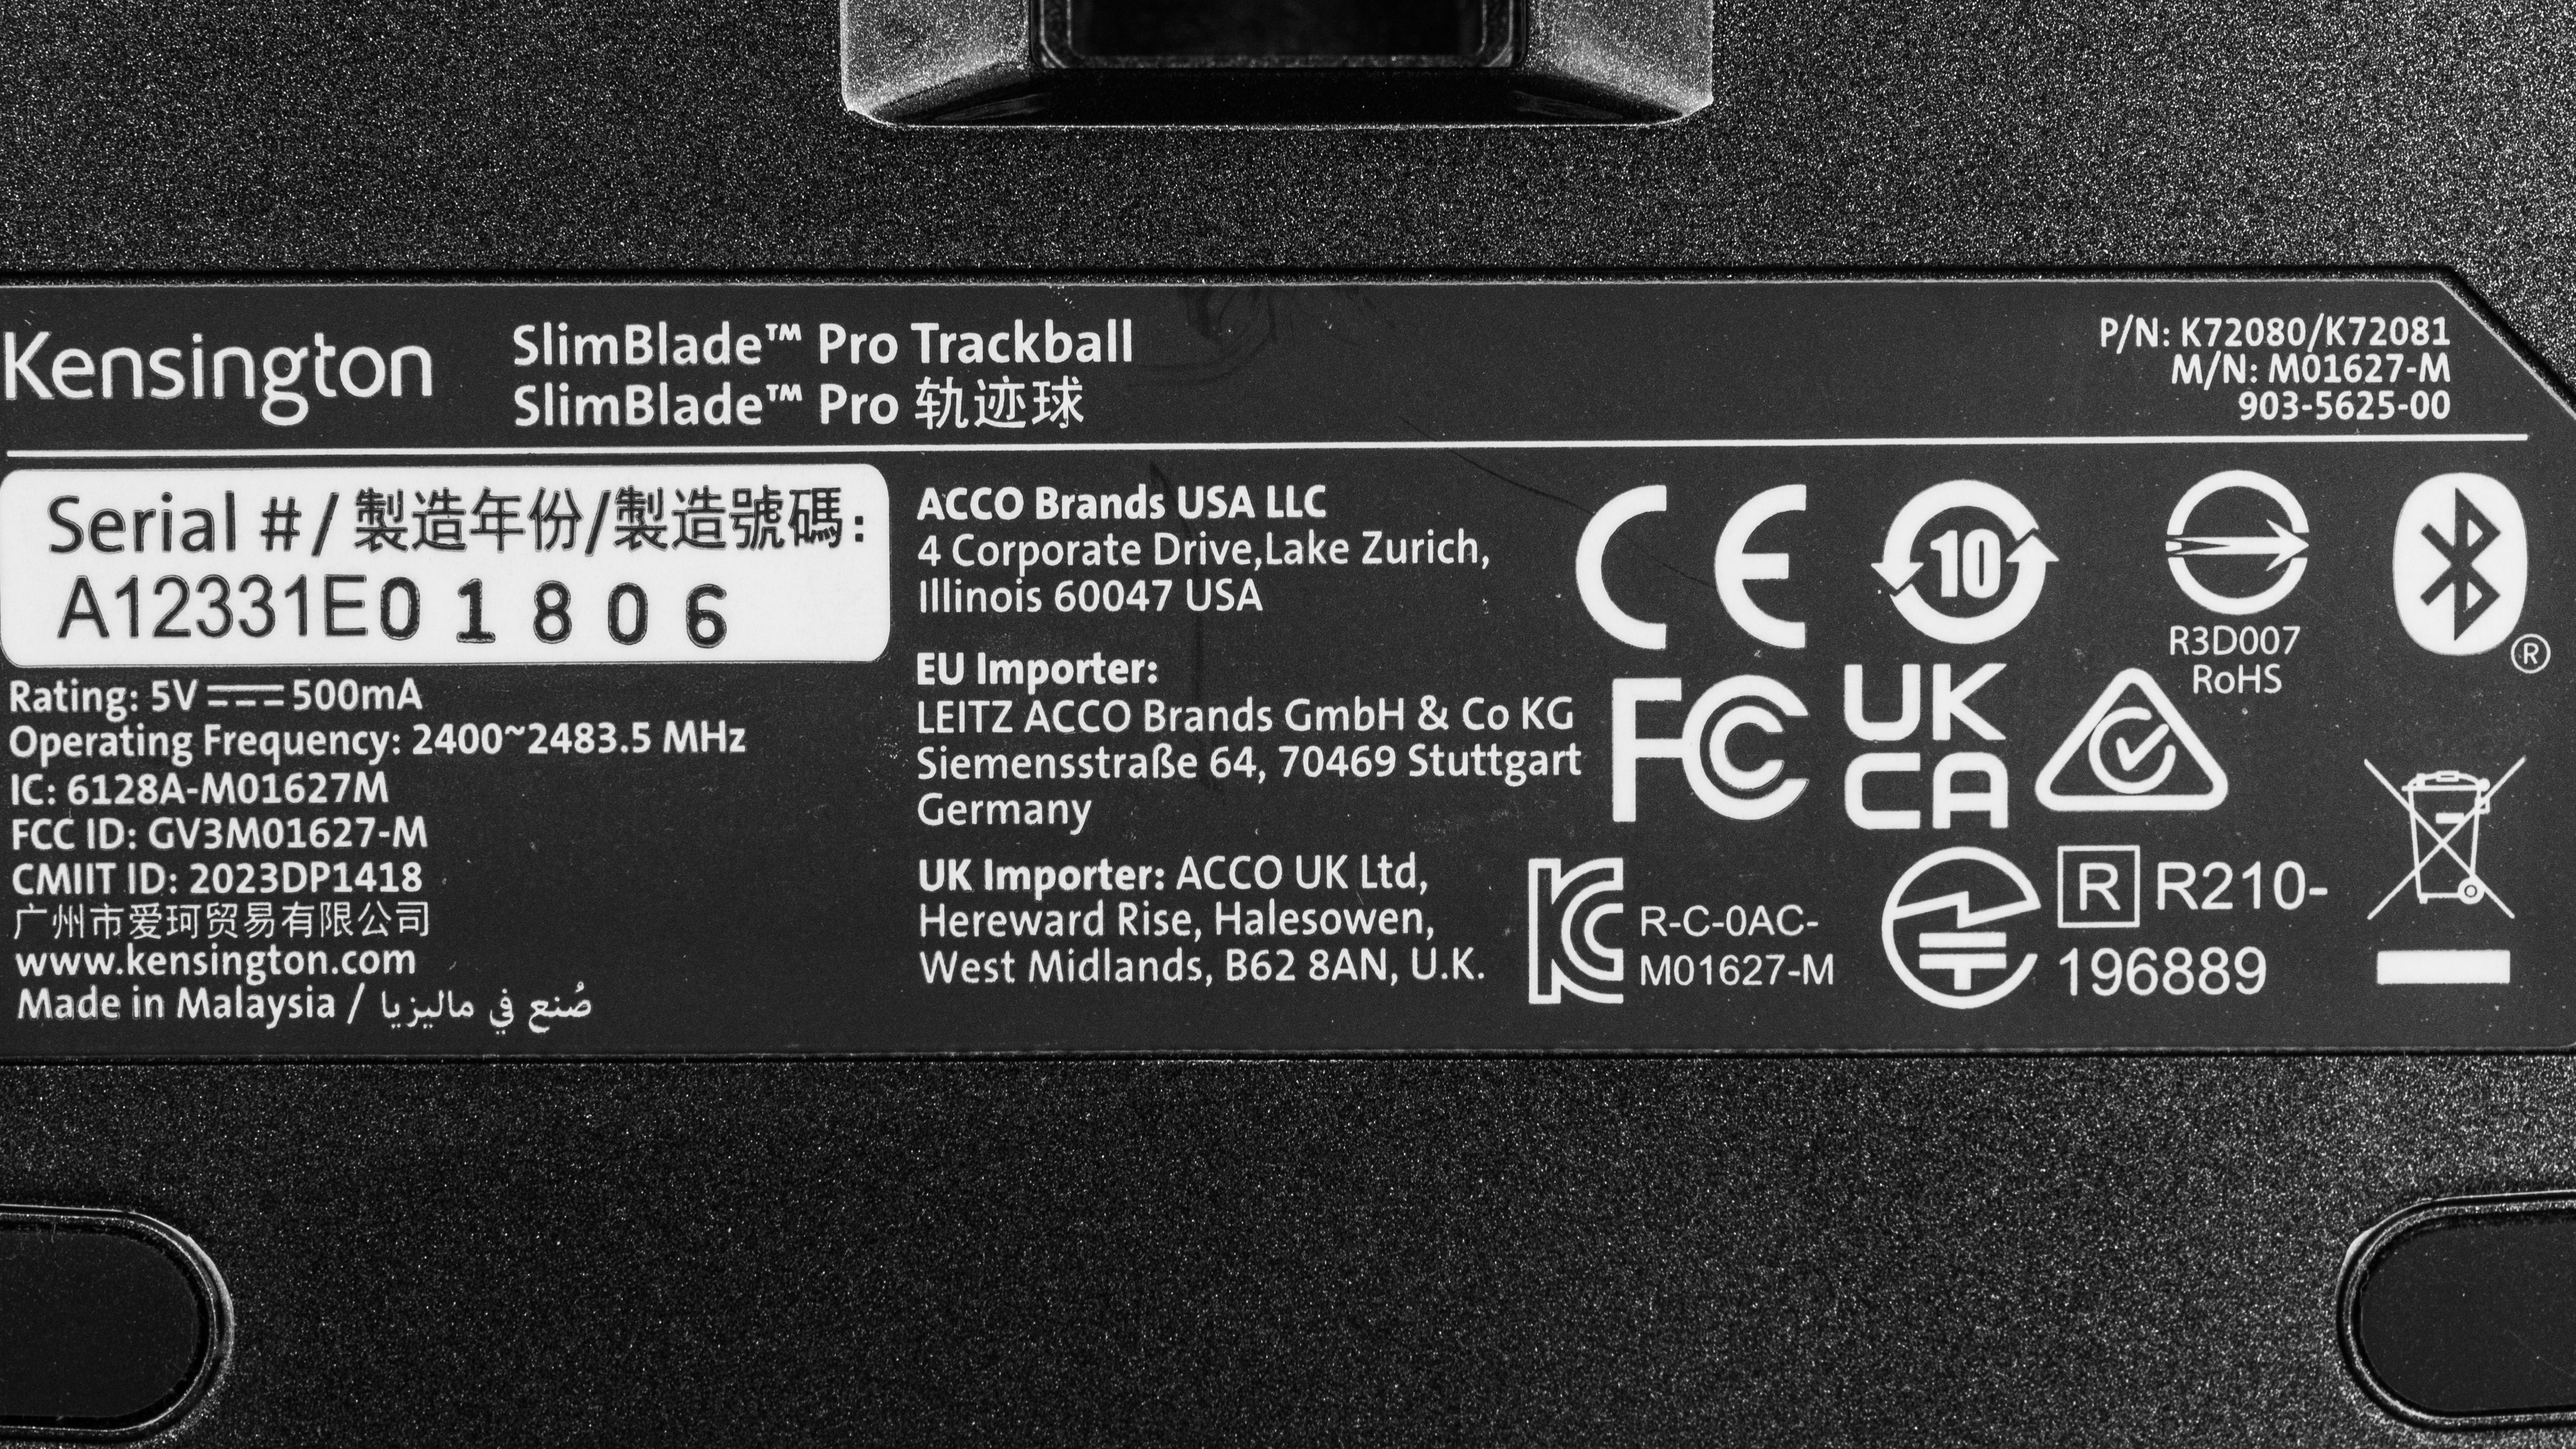 Kensington
SlimBlade™ Pro Trackball
SlimBlade™ Pro 轨迹球
P/N: K72080/K72081
M/N: M01627-M
903-5625-00
Serial #/製造年份/製造號碼:
A12331E01806
Rating: 5V⎓500mA
Operating Frequency: 2400~2483.5 MHz
IC: 6128A-M01627M
FCC ID: GV3M01627-M
CMIIT ID: 2023DP1418
广州市爱珂贸易有限公司
www.kensington.com
Made in Malaysia / صُنع في ماليزيا
ACCO Brands USA LLC
4 Corporate Drive,Lake Zurich,
Illinois 60047 USA
EU Importer:
LEITZ ACCO Brands GmbH & Co KG
Siemensstraße 64, 70469 Stuttgart
Germany
UK Importer: ACCO UK Ltd,
Hereward Rise, Halesowen,
West Midlands, B62 8AN, U.K.
CE
10
R3D007
RoHS
®
FC
UK
CA
R-C-0AC-
M01627-M
R R210-
196889